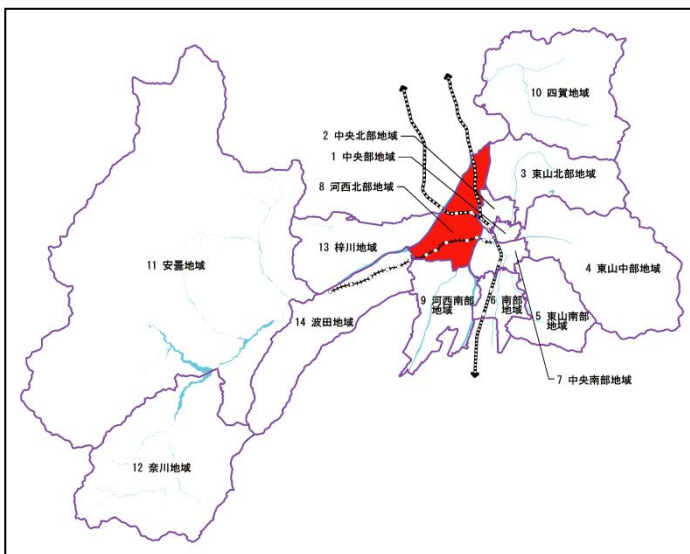 10 四賀地域
2 中央北部地域
1 中央部地域
3 東山北部地域
8 河西北部地域
13 梓川地域
11 安曇地域
4 東山中部地域
9 河西南部
地域
6 南部
地域
5 東山南部
地域
14 波田地域
7 中央南部地域
12 奈川地域